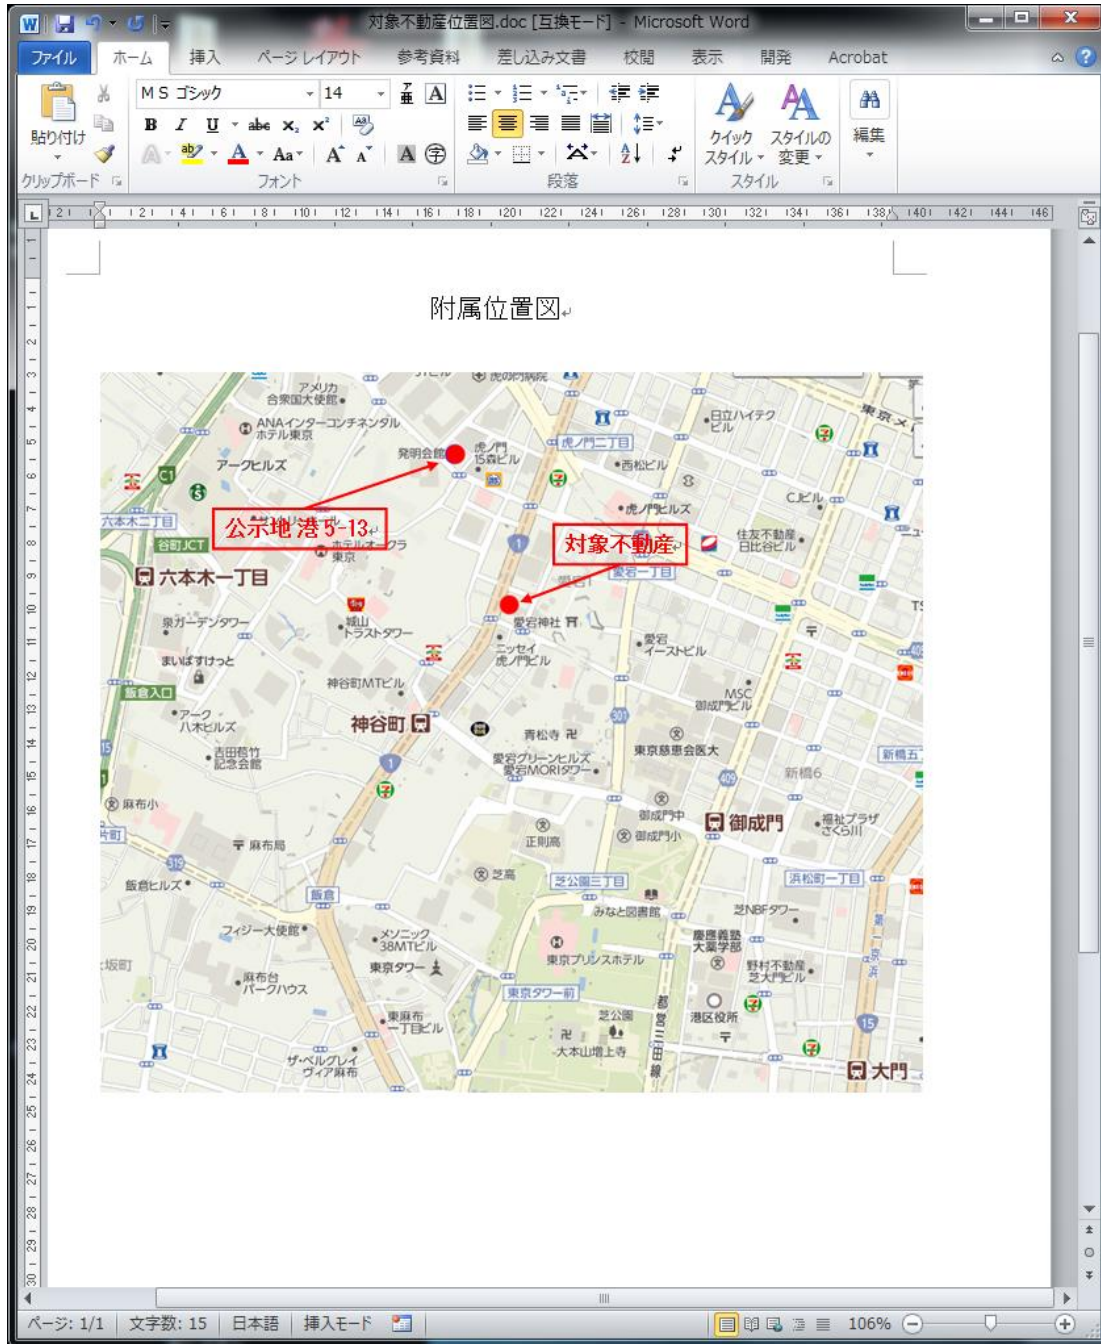 対象不動産位置図.doc [互換モード] - Microsoft Word
ファイル ホーム 挿入 ページ レイアウト 参考資料 差し込み文書 校閲 表示 開発 Acrobat
MS ゴシック 14
貼り付け
クイック スタイル
スタイルの 変更
編集
クリップボード フォント 段落 スタイル
附属位置図
アメリカ
合衆国大使館
虎の門病院
ANAインターコンチネンタル
ホテル東京
発明会館
虎ノ門
15森ビル
虎ノ門二丁目
日立ハイテク
ビル
アークヒルズ
西松ビル
C1
六本木二丁目
公示地 港 5-13
虎ノ門ヒルズ
CJビル
谷町JCT
ホテルオークラ
東京
対象不動産
住友不動産
日比谷ビル
六本木一丁目
愛宕1
愛宕一丁目
泉ガーデンタワー
城山
トラストタワー
愛宕神社
ニッセイ
虎ノ門ビル
愛宕
イーストビル
まいばすけっと
飯倉入口
神谷町MTビル
MSC
御成門ビル
アーク
八木ビルズ
神谷町
301
青松寺
東京慈恵会医大
新橋五
吉田苞竹
記念会館
愛宕グリーンヒルズ
愛宕MORIタワー
409
新橋6
麻布小
御成門中
御成門
福祉プラザ
さくら川
片町
麻布局
正則高
御成門小
319
飯倉ヒルズ
芝高
芝公園三丁目
浜松町一丁目
飯倉
みなと図書館
芝NBFタワー
フィジー大使館
メソニック
38MTビル
東京プリンスホテル
慶應義塾
大薬学部
第一京浜
東京タワー
野村不動産
芝大門ビル
麻布台
パークハウス
東京タワー前
都営三田線
東麻布
一丁目ビル
芝公園
港区役所
15
大本山増上寺
ザ・ベルグレイ
ヴィア麻布
大門
ページ: 1/1 文字数: 15 日本語 挿入モード 106%